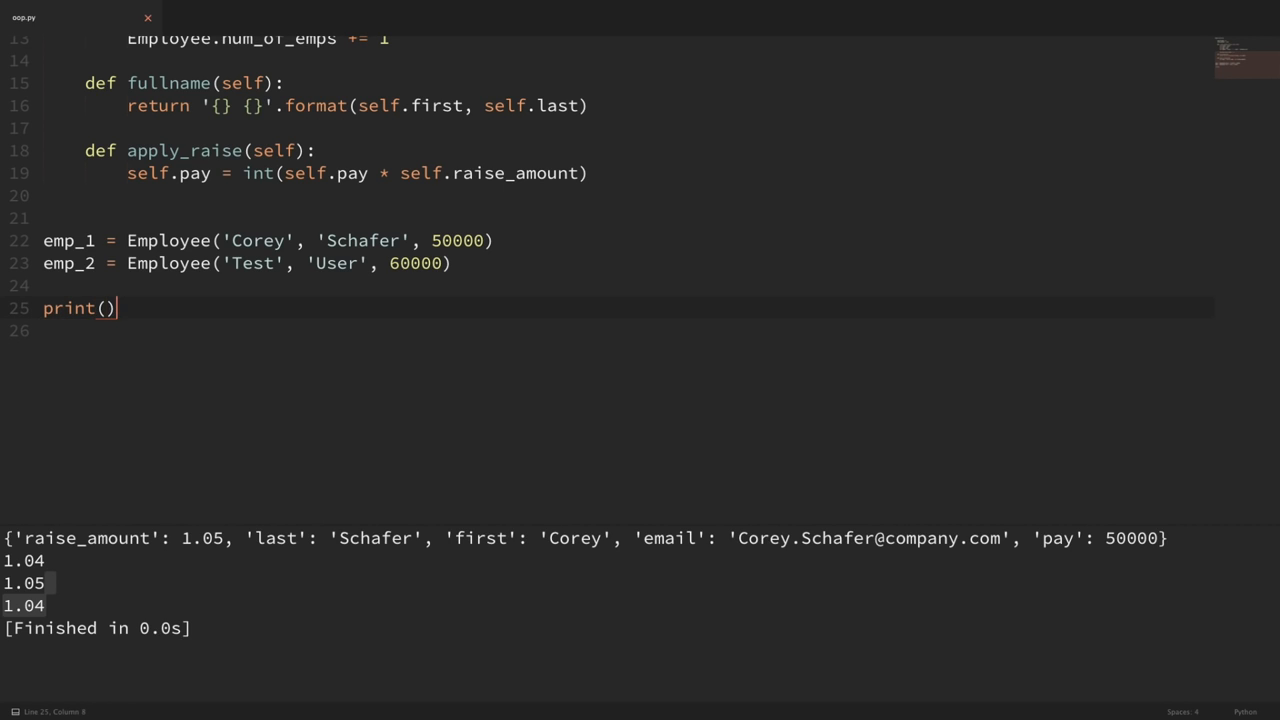 oop.py ×
13         Employee.num_of_emps += 1
14
15     def fullname(self):
16         return '{} {}'.format(self.first, self.last)
17
18     def apply_raise(self):
19         self.pay = int(self.pay * self.raise_amount)
20
21
22 emp_1 = Employee('Corey', 'Schafer', 50000)
23 emp_2 = Employee('Test', 'User', 60000)
24
25 print()
26
{'raise_amount': 1.05, 'last': 'Schafer', 'first': 'Corey', 'email': 'Corey.Schafer@company.com', 'pay': 50000}
1.04
1.05
1.04
[Finished in 0.0s]
Line 25, Column 8 Spaces: 4 Python